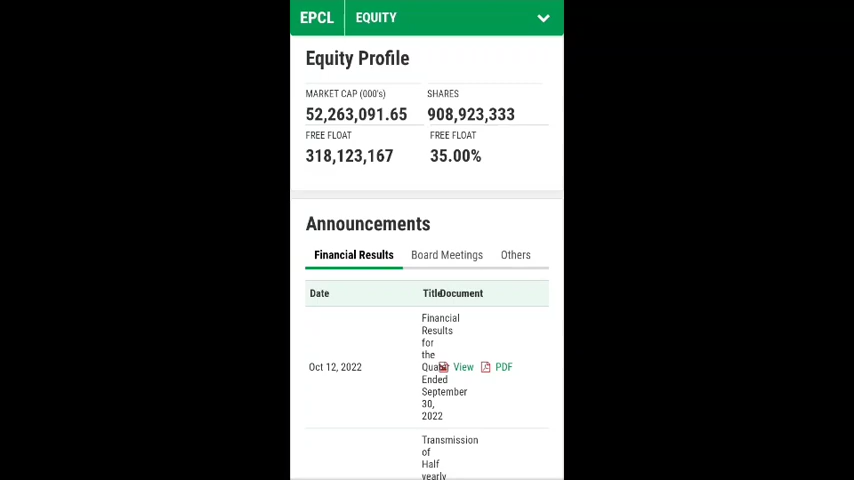 EPCL EQUITY
Equity Profile
MARKET CAP (000's) SHARES
52,263,091.65 908,923,333
FREE FLOAT FREE FLOAT
318,123,167 35.00%
Announcements
Financial Results Board Meetings Others
Date Title Document
Financial
Results
for
the
Oct 12, 2022 Quarter View PDF
Ended
September
30,
2022
Transmission
of
Half
yearly